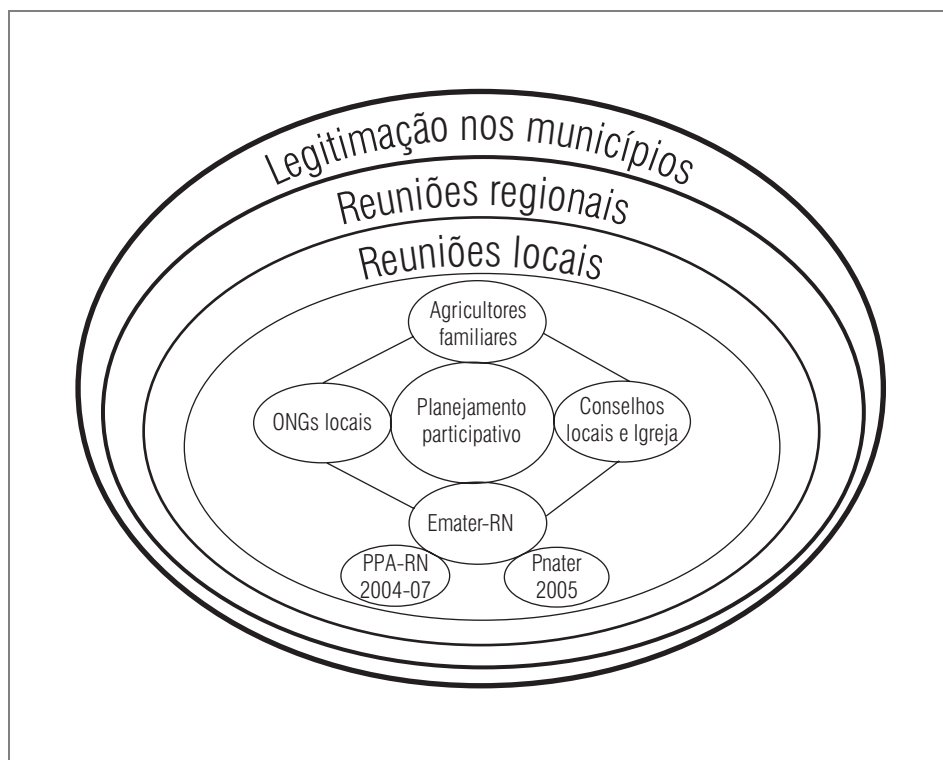 Legitimação nos municípios
Reuniões regionais
Reuniões locais
Agricultores
familiares
ONGs locais
Planejamento
participativo
Conselhos
locais e Igreja
Emater-RN
PPA-RN
2004-07
Pnater
2005